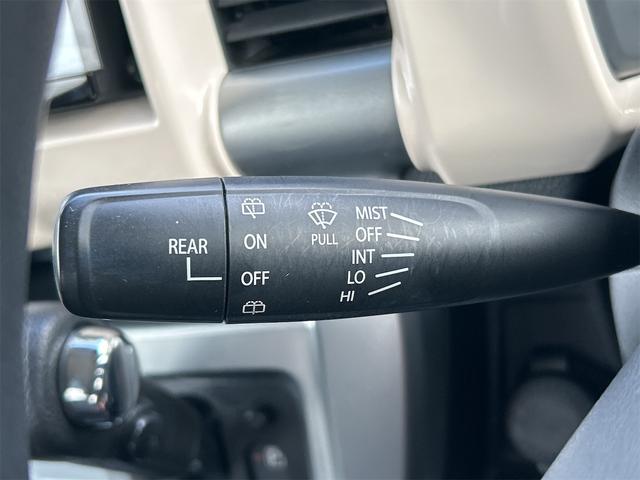 REAR
ON
OFF
PULL
MIST
OFF
INT
LO
HI